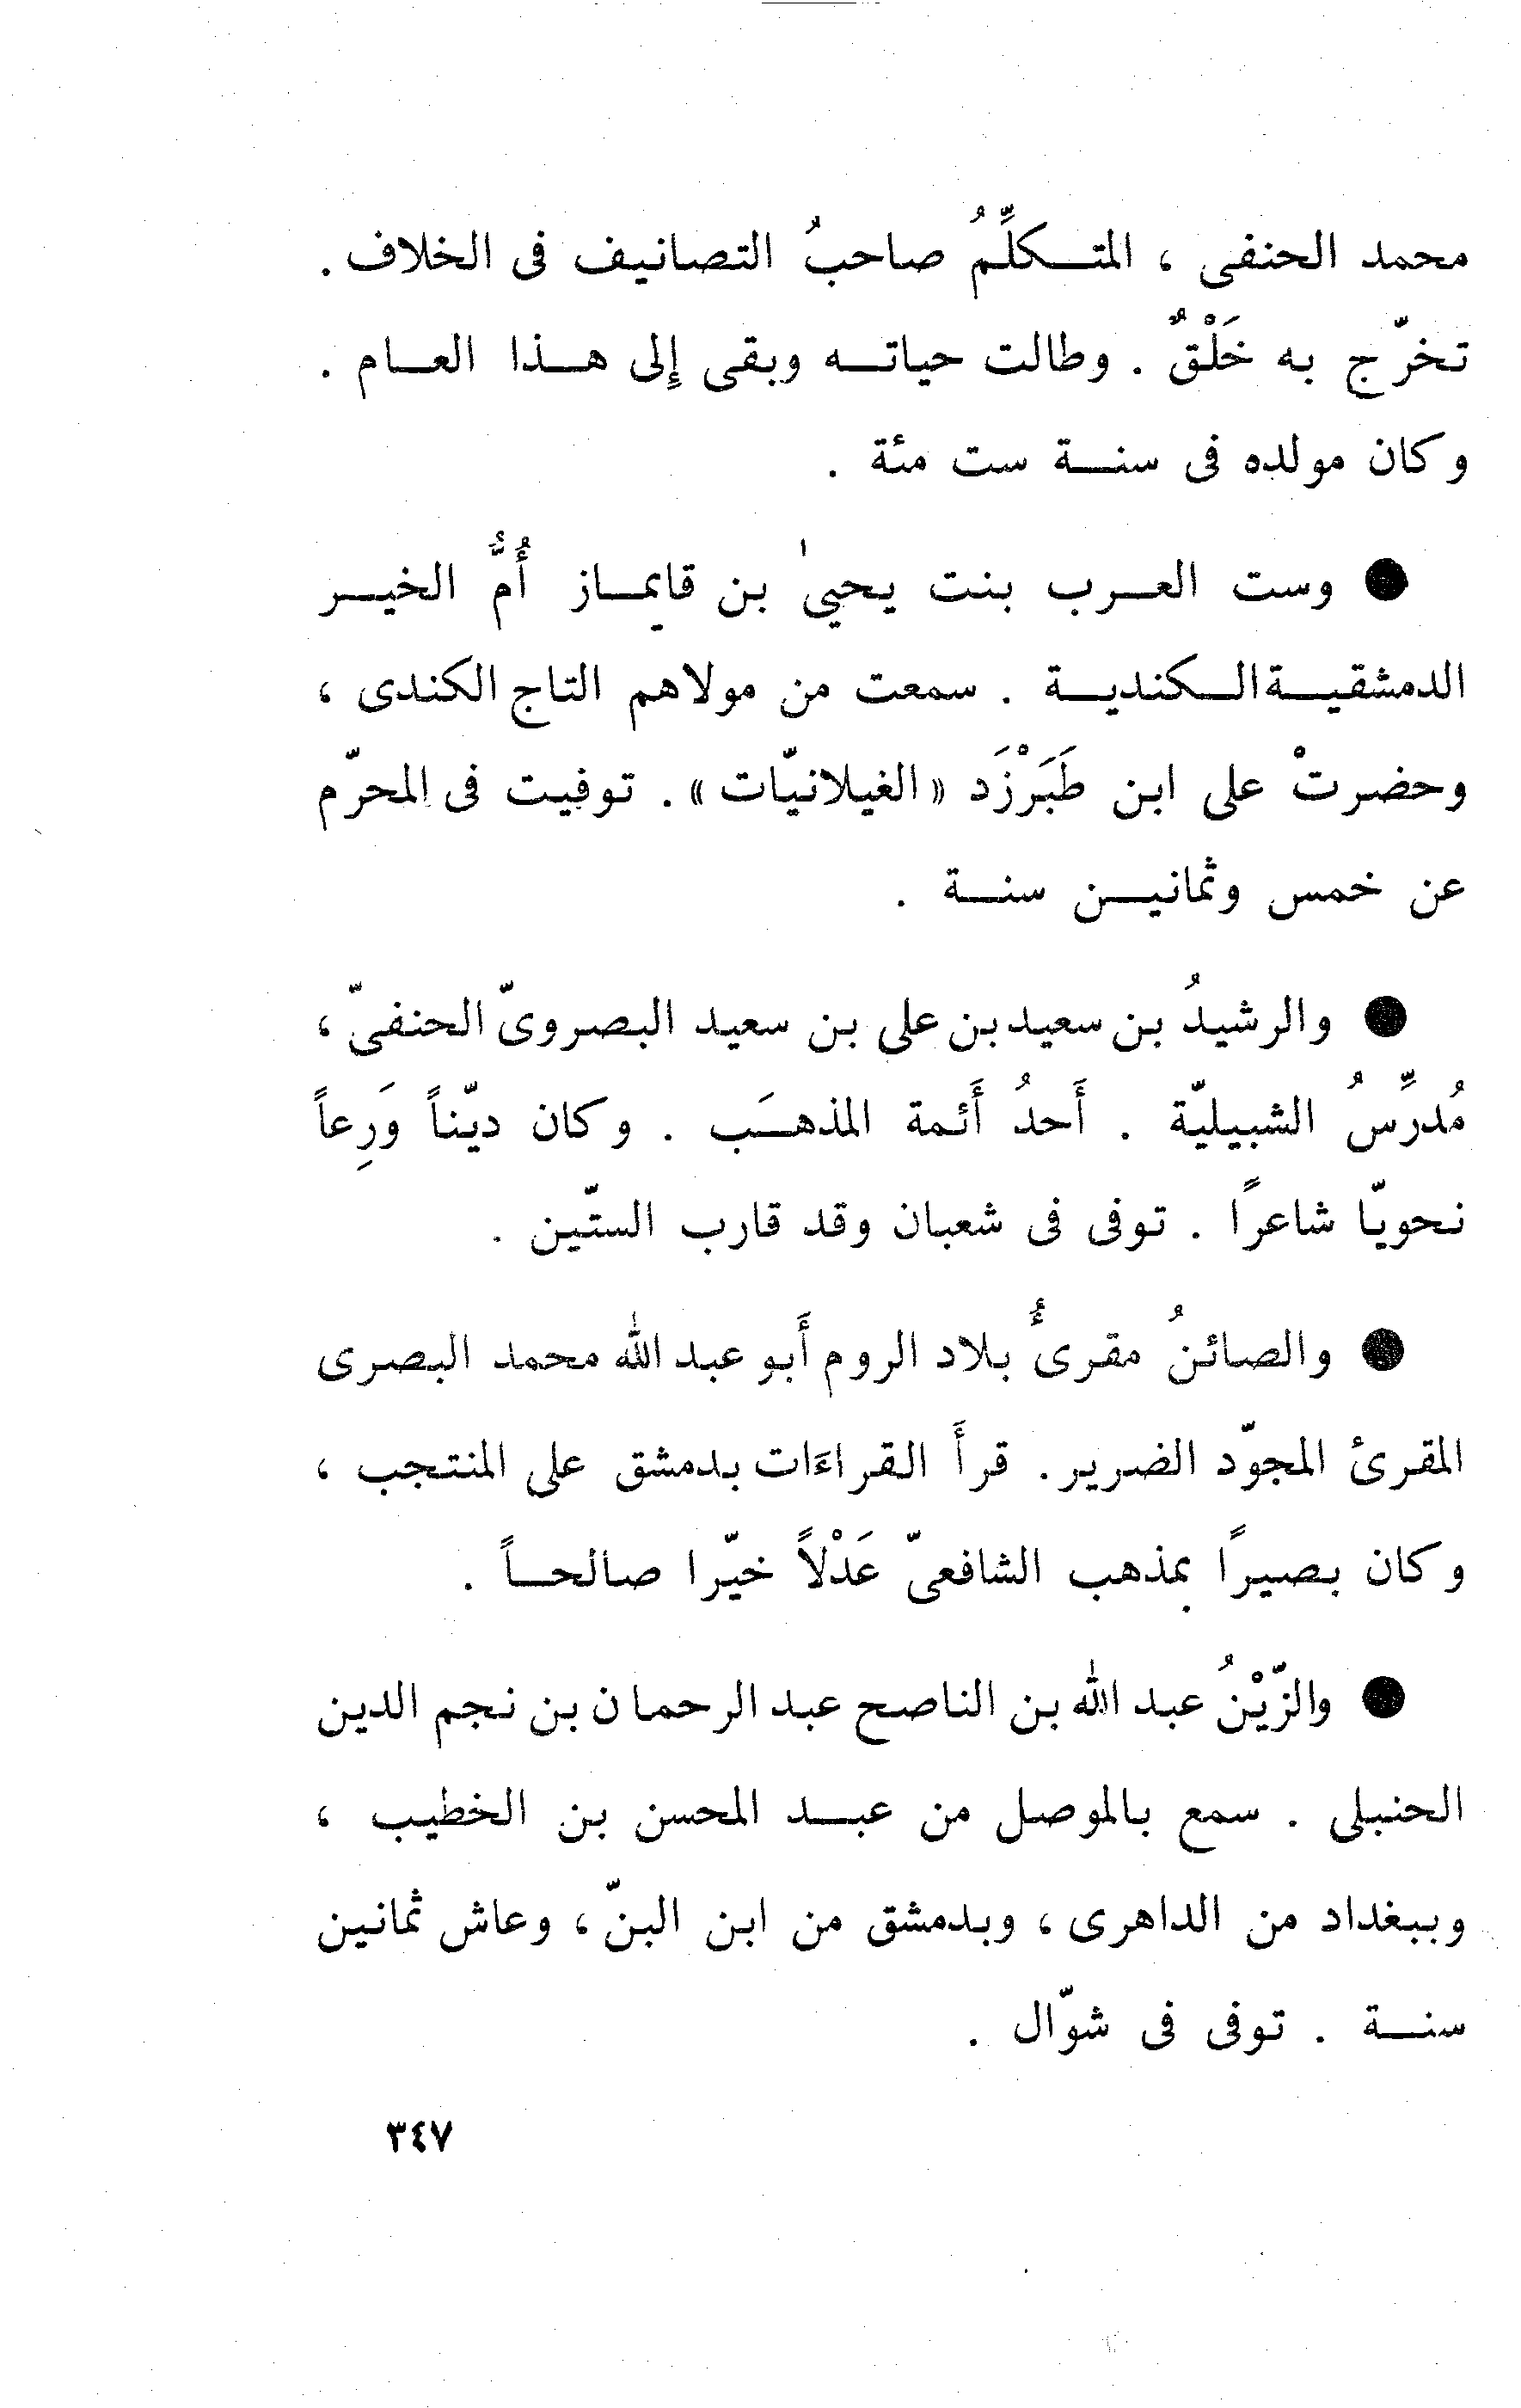 محمد الحنفى ، المتكلِّمُ صاحبُ التصانيف فى الخلاف .
تخرّج به خَلْقٌ . وطالت حياته وبقى إلى هذا العام .
وكان مولده فى سنة ست مئة .
● وست العرب بنت يحيىٰ بن قايماز أُمُّ الخير
الدمشقية الكندية . سمعت من مولاهم التاج الكندى ،
وحضرتْ على ابن طَبَرْزَد « الغيلانيّات » . توفيت فى المحرّم
عن خمس وثمانين سنة .
● والرشيدُ بن سعيد بن على بن سعيد البصروىّ الحنفىّ ،
مُدرِّسُ الشبيليّة . أَحدُ أَئمة المذهَب . وكان ديّناً وَرِعاً
نحويّا شاعرًا . توفى فى شعبان وقد قارب الستّين .
● والصائنُ مقرىُٔ بلاد الروم أَبو عبد الله محمد البصرى
المقرئ المجوّد الضرير . قرأَ القراءَات بدمشق على المنتجب ،
وكان بصيرًا بمذهب الشافعىّ عَدْلاً خيّرا صالحاً .
● والزّيْنُ عبد الله بن الناصح عبد الرحمان بن نجم الدين
الحنبلى . سمع بالموصل من عبد المحسن بن الخطيب ،
وببغداد من الداهرى ، وبدمشق من ابن البنّ ، وعاش ثمانين
سنة . توفى فى شوّال .
٣٤٧